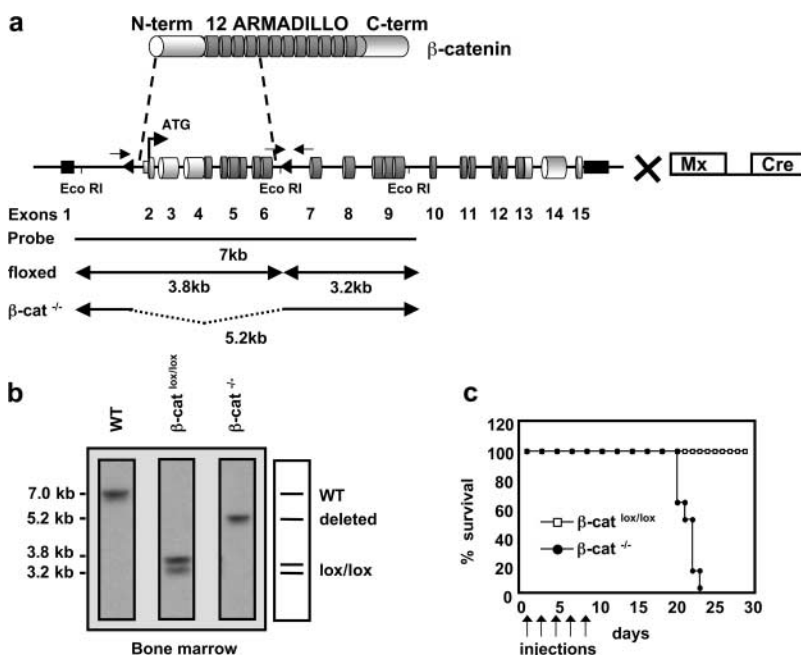 a
N-term 12 ARMADILLO C-term
β-catenin
ATG
Eco RI Eco RI Eco RI
Mx Cre
Exons 1 2 3 4 5 6 7 8 9 10 11 12 13 14 15
Probe
7kb
floxed
3.8kb 3.2kb
β-cat -/-
5.2kb
b
WT β-cat lox/lox β-cat -/-
7.0 kb WT
5.2 kb deleted
3.8 kb
3.2 kb lox/lox
Bone marrow
c
120
100
80
60
40
20
0
% survival
β-cat lox/lox
β-cat -/-
0 5 10 15 20 25 30
days
injections